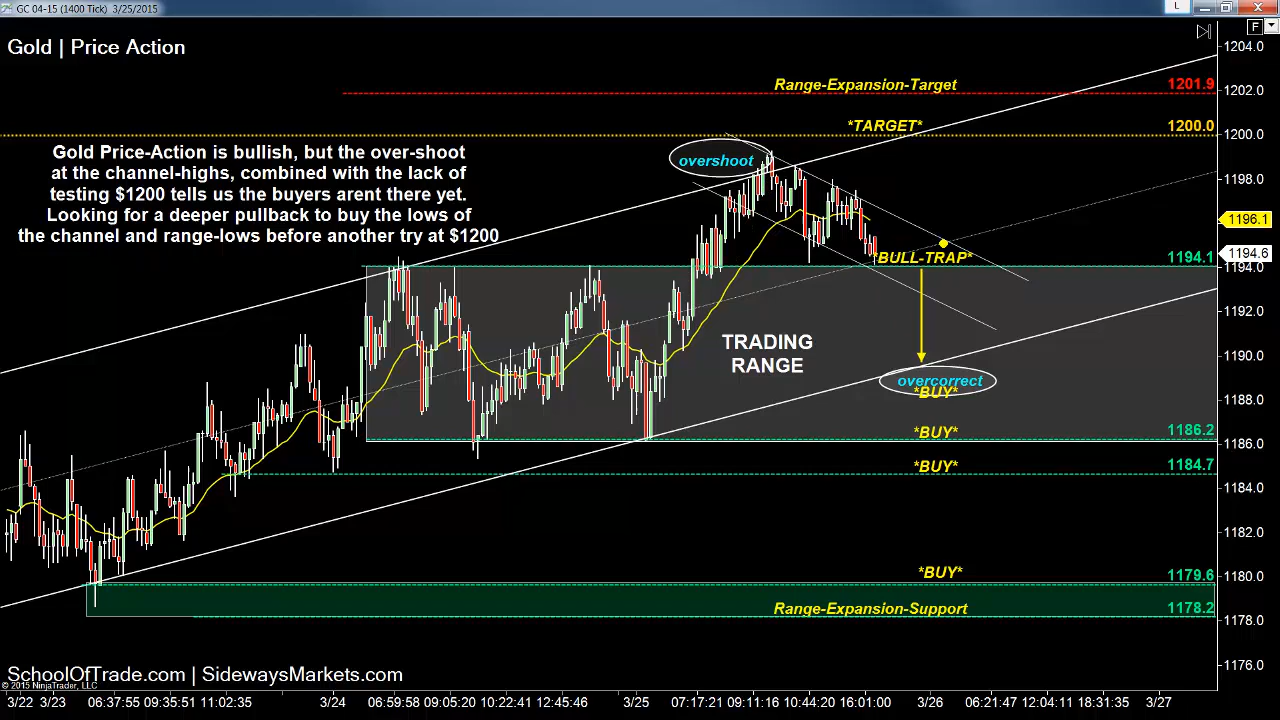 GC 04-15 (1400 Tick) 3/25/2015
L
F
Gold | Price Action
1204.0
Range-Expansion-Target
1201.9
1202.0
*TARGET*
1200.0
1200.0
Gold Price-Action is bullish, but the over-shoot
at the channel-highs, combined with the lack of
testing $1200 tells us the buyers arent there yet.
Looking for a deeper pullback to buy the lows of
the channel and range-lows before another try at $1200
overshoot
1198.0
1196.1
*BULL-TRAP*
1194.1
1194.6
1194.0
1192.0
TRADING
RANGE
1190.0
overcorrect
*BUY*
1188.0
*BUY*
1186.2
1186.0
*BUY*
1184.7
1184.0
1182.0
*BUY*
1179.6
1180.0
Range-Expansion-Support
1178.2
1178.0
1176.0
SchoolOfTrade.com | SidewaysMarkets.com
© 2015 NinjaTrader, LLC
3/22 3/23 06:37:55 09:35:51 11:02:35 3/24 06:59:58 09:05:20 10:22:41 12:45:46 3/25 07:17:21 09:11:16 10:44:20 16:01:00 3/26 06:21:47 12:04:11 18:31:35 3/27